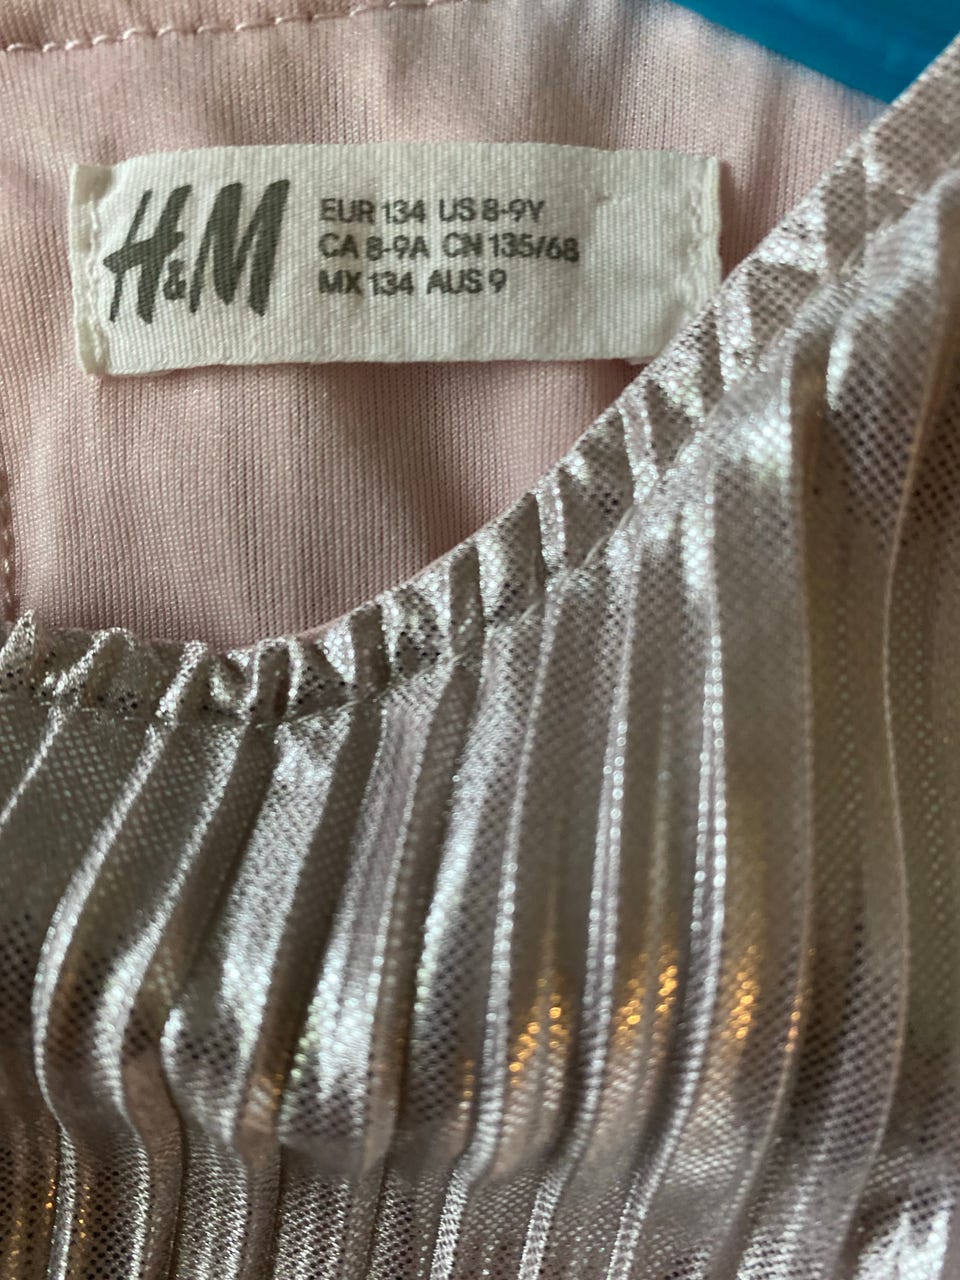 H&M
EUR 134 US 8-9Y
CA 8-9A CN 135/68
MX 134 AUS 9